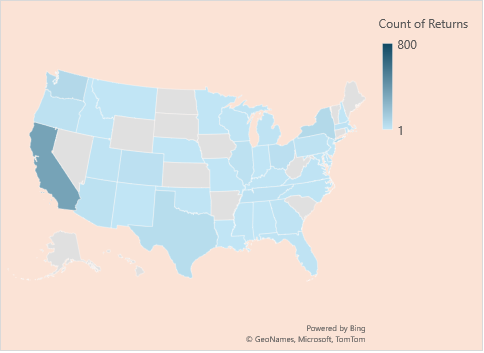 Count of Returns
800
1
Powered by Bing
© GeoNames, Microsoft, TomTom